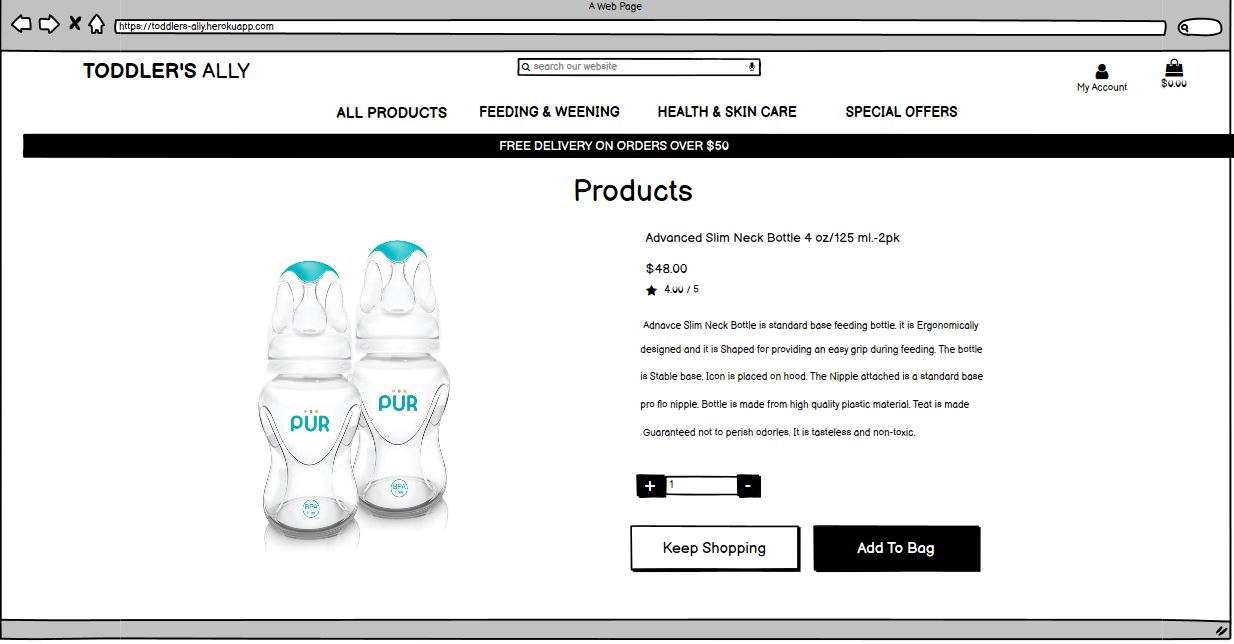 A Web Page
https://toddlers-ally.herokuapp.com
TODDLER'S ALLY
search our website
My Account
$0.00
ALL PRODUCTS FEEDING & WEENING HEALTH & SKIN CARE SPECIAL OFFERS
FREE DELIVERY ON ORDERS OVER $50
Products
PUR
BPA
Free
PUR
BPA
Free
Advanced Slim Neck Bottle 4 oz/125 ml.-2pk
$48.00
4.00 / 5
Adnavce Slim Neck Bottle is standard base feeding bottle. it is Ergonomically
designed and it is Shaped for providing an easy grip during feeding. The bottle
is Stable base. Icon is placed on hood. The Nipple attached is a standard base
pro flo nipple. Bottle is made from high quality plastic material. Teat is made
Guaranteed not to perish odories. It is tasteless and non-toxic.
+ 1 -
Keep Shopping Add To Bag